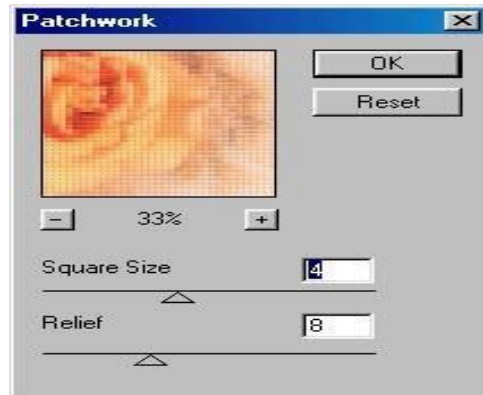 Patchwork
OK
Reset
- 33% +
Square Size 4
Relief 8